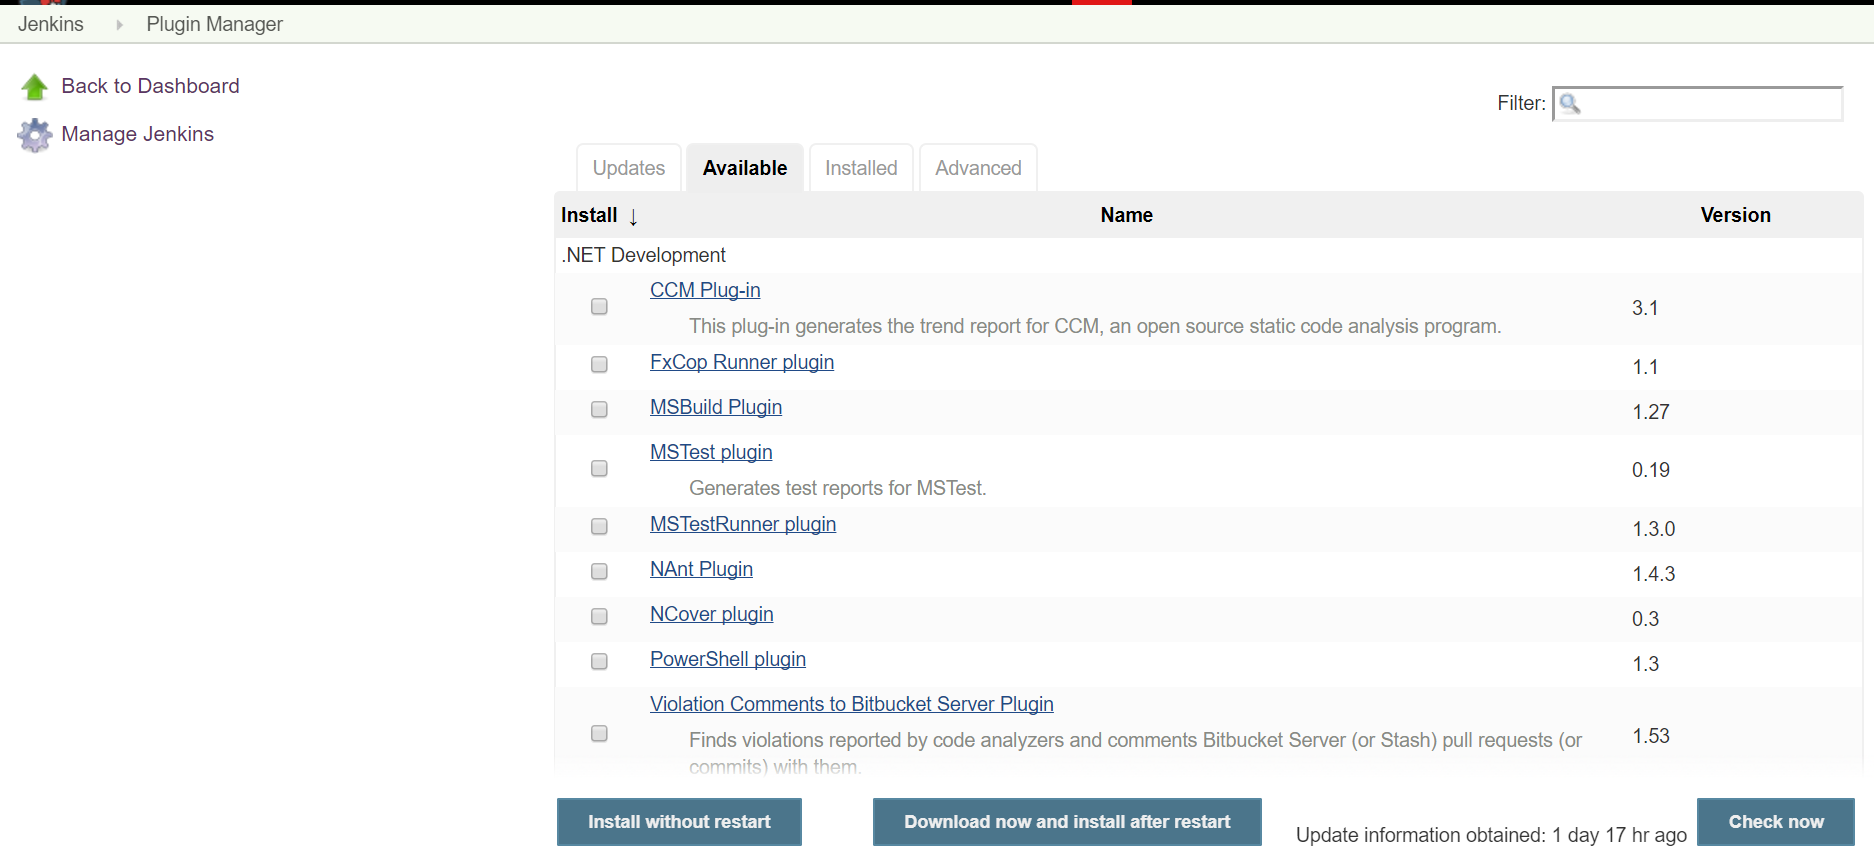 Jenkins
Plugin Manager
Back to Dashboard
Manage Jenkins
Filter:
Updates
Available
Installed
Advanced
Install ↓
Name
Version
.NET Development
CCM Plug-in
This plug-in generates the trend report for CCM, an open source static code analysis program.
3.1
FxCop Runner plugin
1.1
MSBuild Plugin
1.27
MSTest plugin
Generates test reports for MSTest.
0.19
MSTestRunner plugin
1.3.0
NAnt Plugin
1.4.3
NCover plugin
0.3
PowerShell plugin
1.3
Violation Comments to Bitbucket Server Plugin
Finds violations reported by code analyzers and comments Bitbucket Server (or Stash) pull requests (or
commits) with them.
1.53
Install without restart
Download now and install after restart
Update information obtained: 1 day 17 hr ago
Check now